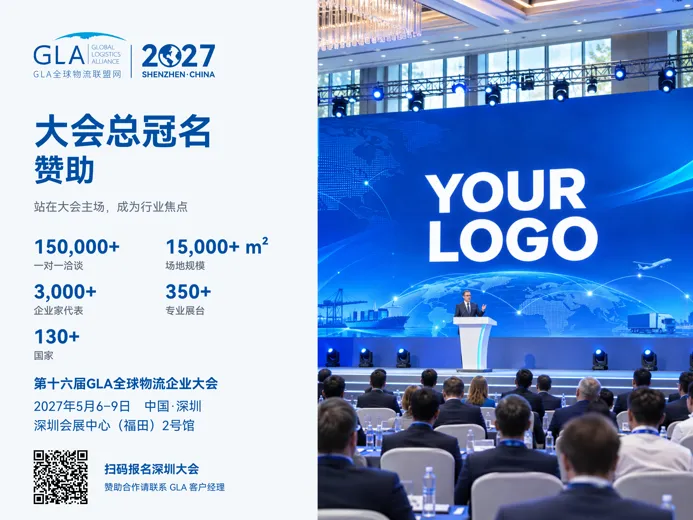 GLA
GLOBAL
LOGISTICS
ALLIANCE
GLA全球物流联盟网
2027
SHENZHEN·CHINA
大会总冠名
赞助
站在大会主场，成为行业焦点
150,000+
一对一洽谈
15,000+ m²
场地规模
3,000+
企业家代表
350+
专业展台
130+
国家
第十六届GLA全球物流企业大会
2027年5月6-9日 中国·深圳
深圳会展中心（福田）2号馆
扫码报名深圳大会
赞助合作请联系 GLA 客户经理
YOUR
LOGO